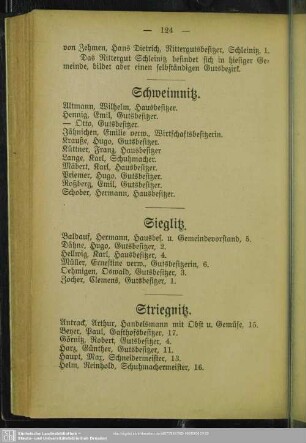 — 124 —
von Zehmen, Hans Dietrich, Rittergutsbesitzer, Schleinitz, 1.
Das Rittergut Schleinitz befindet sich in hiesiger Ge-
meinde, bildet aber einen selbständigen Gutsbezirk.
Schweimnitz.
Altmann, Wilhelm, Hausbesitzer.
Hennig, Emil, Gutsbesitzer.
— Otto, Gutsbesitzer.
Jähnichen, Emilie verw., Wirtschaftsbesitzerin.
Krauße, Hugo, Gutsbesitzer.
Küttner, Franz, Hausbesitzer
Lange, Karl, Schuhmacher.
Mäbert, Karl, Hausbesitzer.
Priemer, Hugo, Gutsbesitzer.
Roßberg, Emil, Gutsbesitzer.
Schober, Hermann, Hausbesitzer.
Sieglitz.
Baldauf, Hermann, Hausbes. u. Gemeindevorstand, 5.
Dähne, Hugo, Gutsbesitzer, 2.
Hellwig, Karl, Hausbesitzer, 4.
Müller, Ernestine verw., Gutsbesitzerin, 6.
Oehmigen, Oswald, Gutsbesitzer, 3.
Zocher, Clemens, Gutsbesitzer, 1.
Striegnitz.
Antrack, Arthur, Handelsmann mit Obst u. Gemüse, 15.
Beyer, Paul, Gasthofsbesitzer, 17.
Görnitz, Robert, Gutsbesitzer, 4.
Harz, Günther, Gutsbesitzer, 11.
Haupt, Max, Schneidermeister, 13.
Helm, Reinhold, Schuhmachermeister, 16.